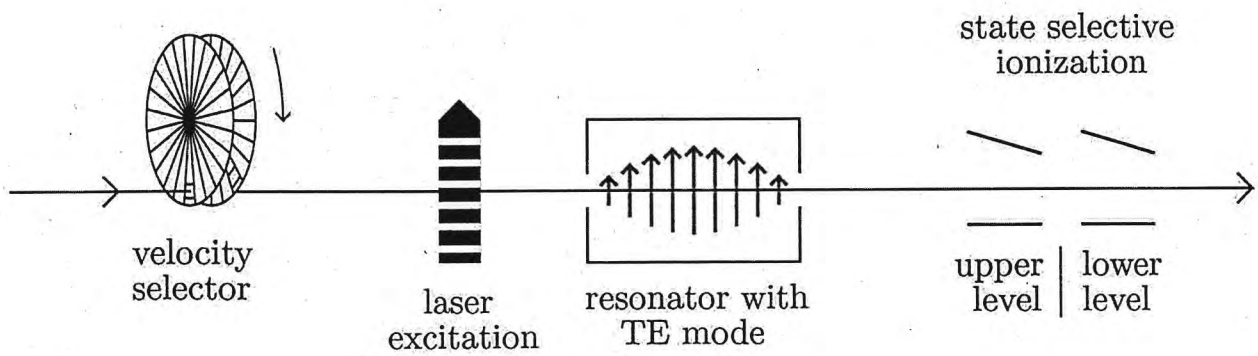 state selective
ionization
velocity
selector
laser
excitation
resonator with
TE mode
upper
level
lower
level